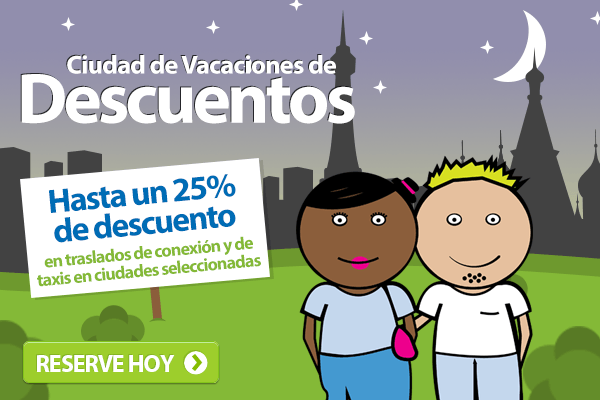 Ciudad de Vacaciones de
Descuentos
Hasta un 25%
de descuento
en traslados de conexión y de
taxis en ciudades seleccionadas
RESERVE HOY